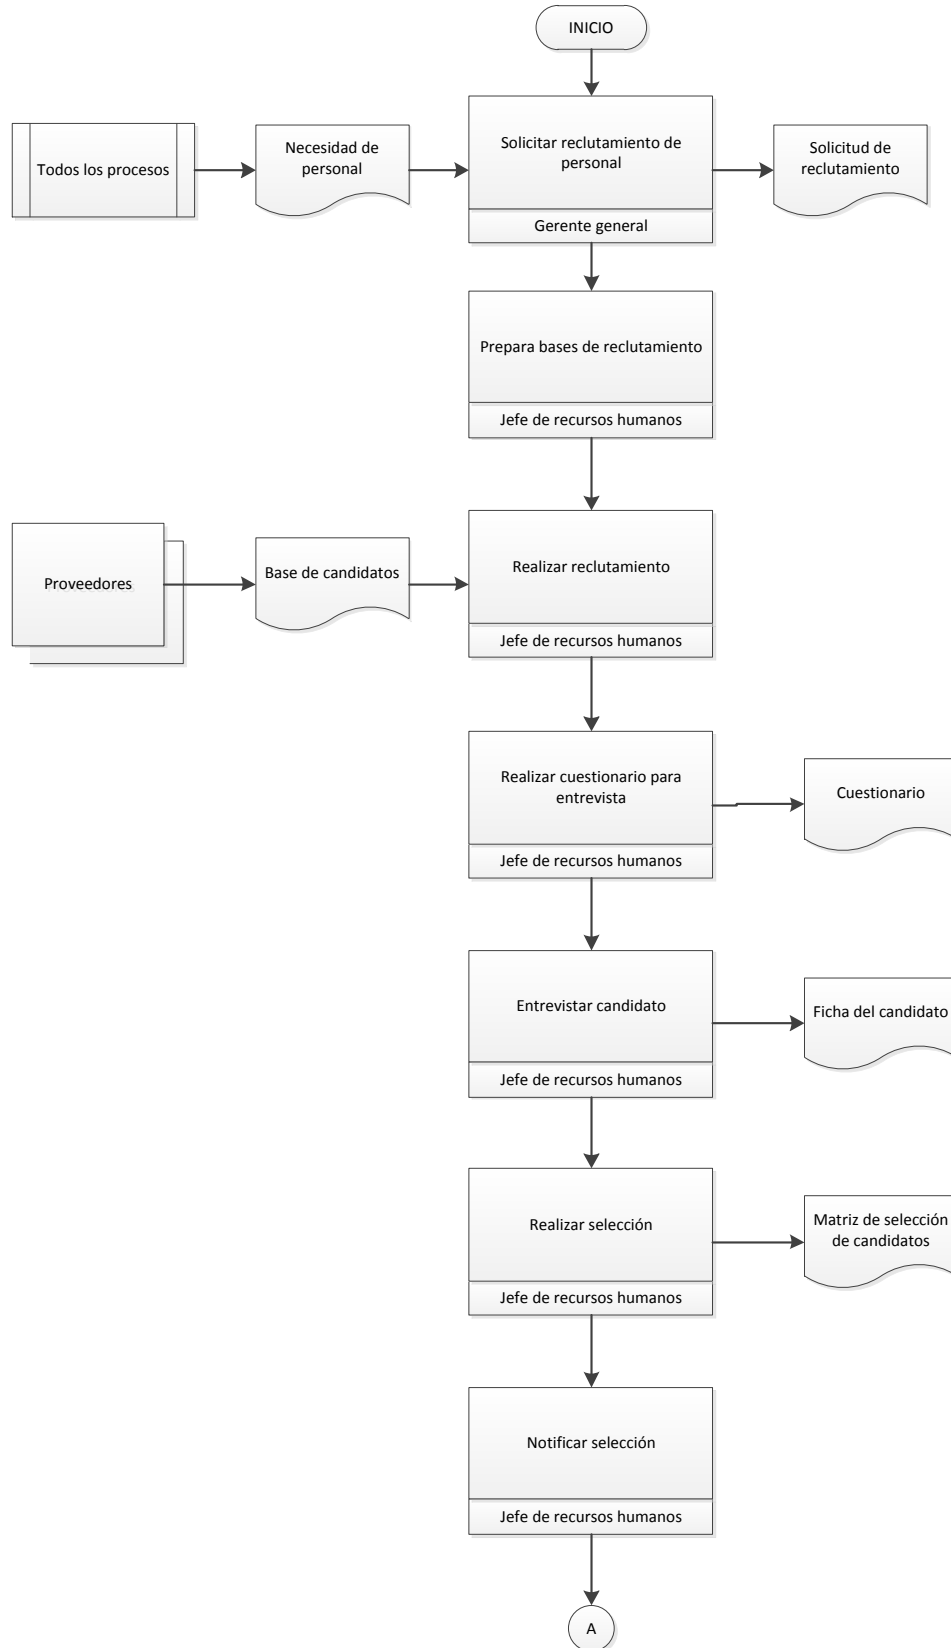 INICIO
Todos los procesos
Necesidad de
personal
Solicitar reclutamiento de
personal
Gerente general
Solicitud de
reclutamiento
Prepara bases de reclutamiento
Jefe de recursos humanos
Proveedores
Base de candidatos
Realizar reclutamiento
Jefe de recursos humanos
Realizar cuestionario para
entrevista
Jefe de recursos humanos
Cuestionario
Entrevistar candidato
Jefe de recursos humanos
Ficha del candidato
Realizar selección
Jefe de recursos humanos
Matriz de selección
de candidatos
Notificar selección
Jefe de recursos humanos
A